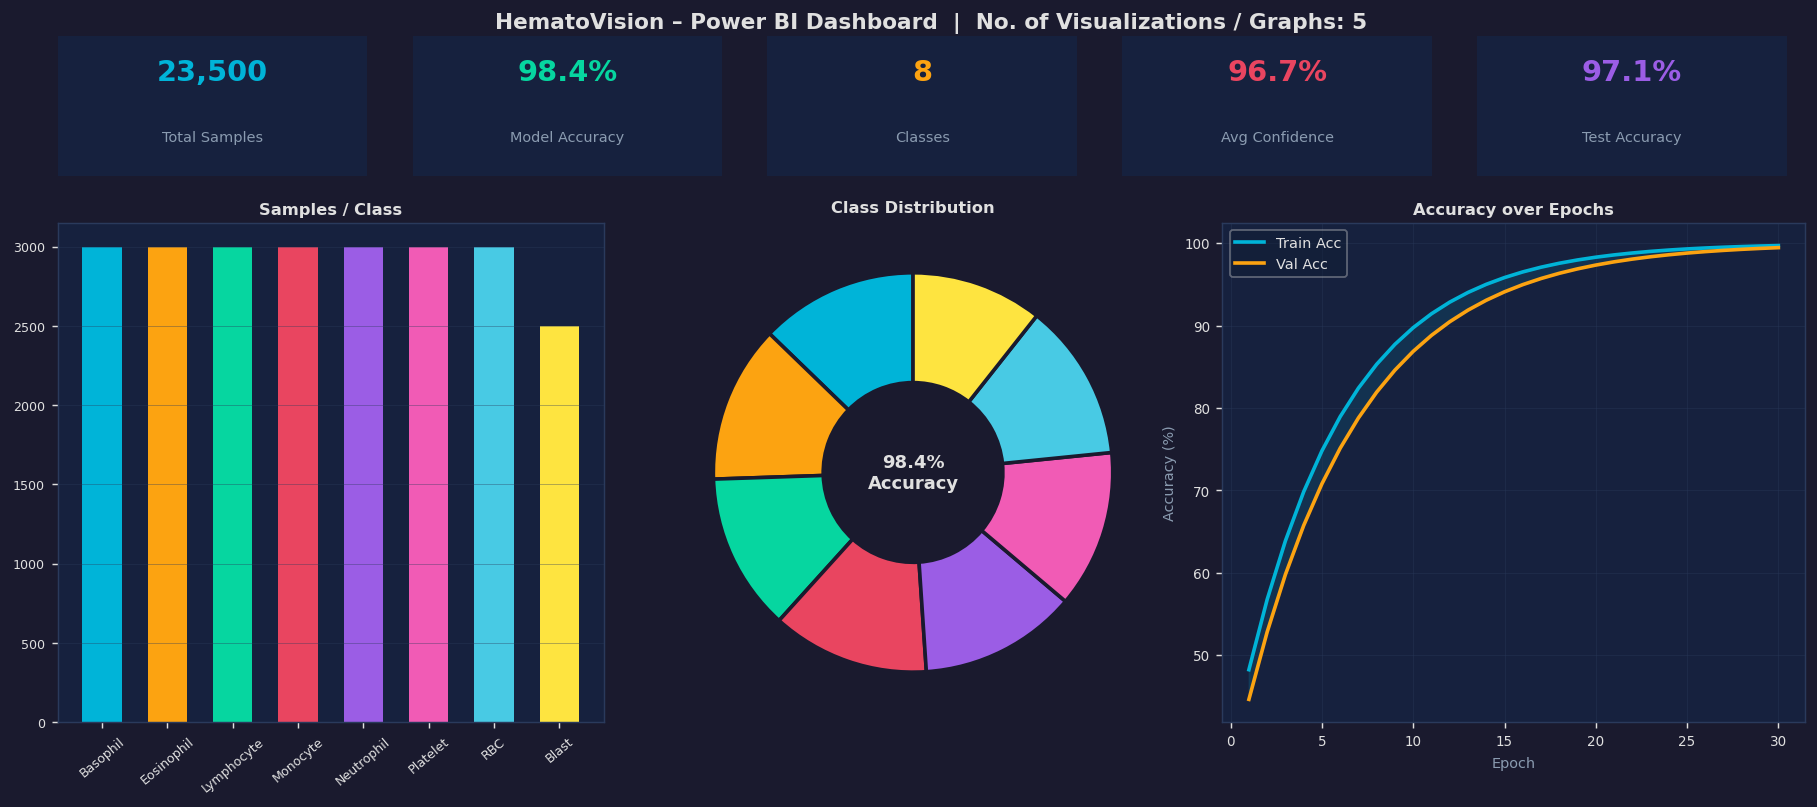 HematoVision – Power BI Dashboard | No. of Visualizations / Graphs: 5
23,500
Total Samples
98.4%
Model Accuracy
8
Classes
96.7%
Avg Confidence
97.1%
Test Accuracy
Samples / Class
3000
2500
2000
1500
1000
500
0
Basophil
Eosinophil
Lymphocyte
Monocyte
Neutrophil
Platelet
RBC
Blast
Class Distribution
98.4%
Accuracy
Accuracy over Epochs
Train Acc
Val Acc
Accuracy (%)
100
90
80
70
60
50
0 5 10 15 20 25 30
Epoch